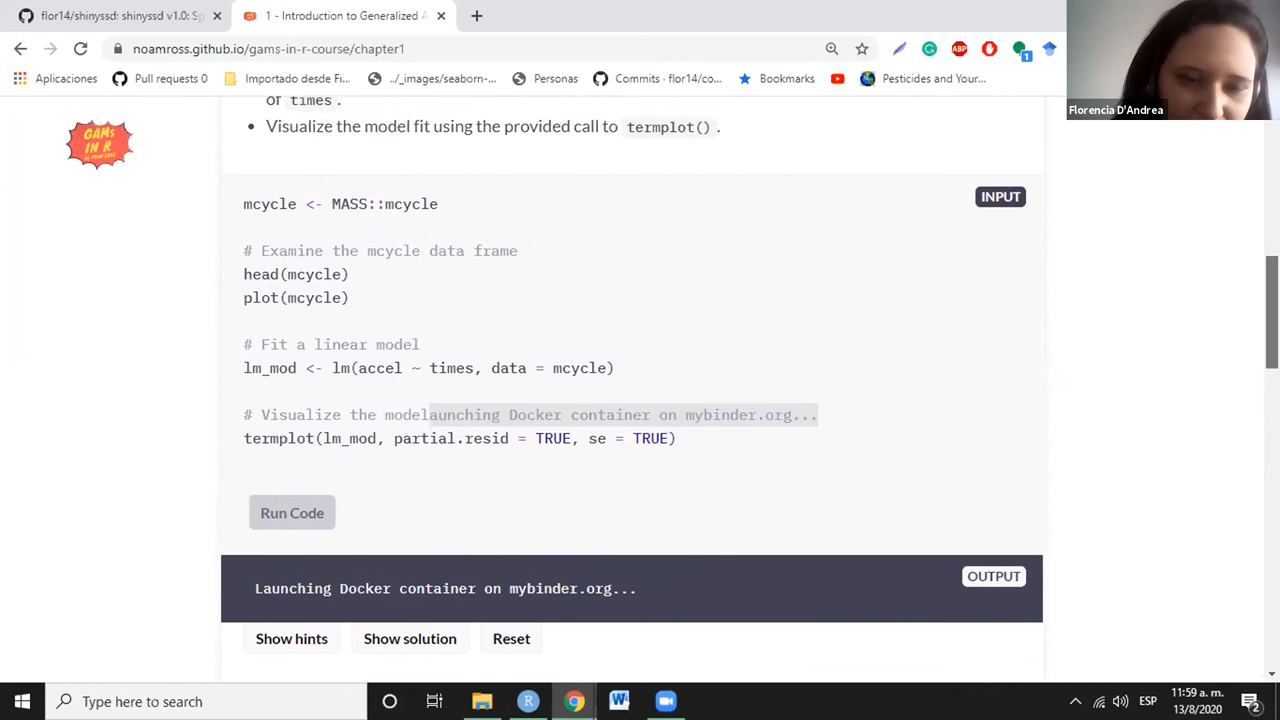 flor14/shinyssd: shinyssd v1.0: Sp
1 - Introduction to Generalized A
noamross.github.io/gams-in-r-course/chapter1
Aplicaciones
Pull requests 0
Importado desde Fi...
../_images/seaborn-...
Personas
Commits · flor14/co...
Bookmarks
Pesticides and Your...
ABP
1
Florencia D'Andrea
GAMs
IN R
of times.
• Visualize the model fit using the provided call to termplot().
INPUT
mcycle <- MASS::mcycle
# Examine the mcycle data frame
head(mcycle)
plot(mcycle)
# Fit a linear model
lm_mod <- lm(accel ~ times, data = mcycle)
# Visualize the modelaunching Docker container on mybinder.org...
termplot(lm_mod, partial.resid = TRUE, se = TRUE)
Run Code
OUTPUT
Launching Docker container on mybinder.org...
Show hints
Show solution
Reset
Type here to search
ESP
11:59 a. m.
13/8/2020
2